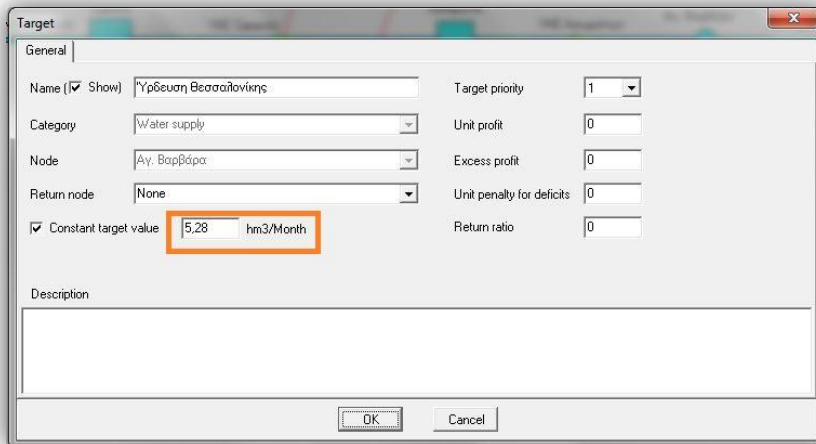 Target
General
Name ( Show) Ύρδευση Θεσσαλονίκης Target priority 1
Category Water supply Unit profit 0
Node Αγ. Βαρβάρα Excess profit 0
Return node None Unit penalty for deficits 0
Constant target value 5,28 hm3/Month Return ratio 0
Description
OK Cancel